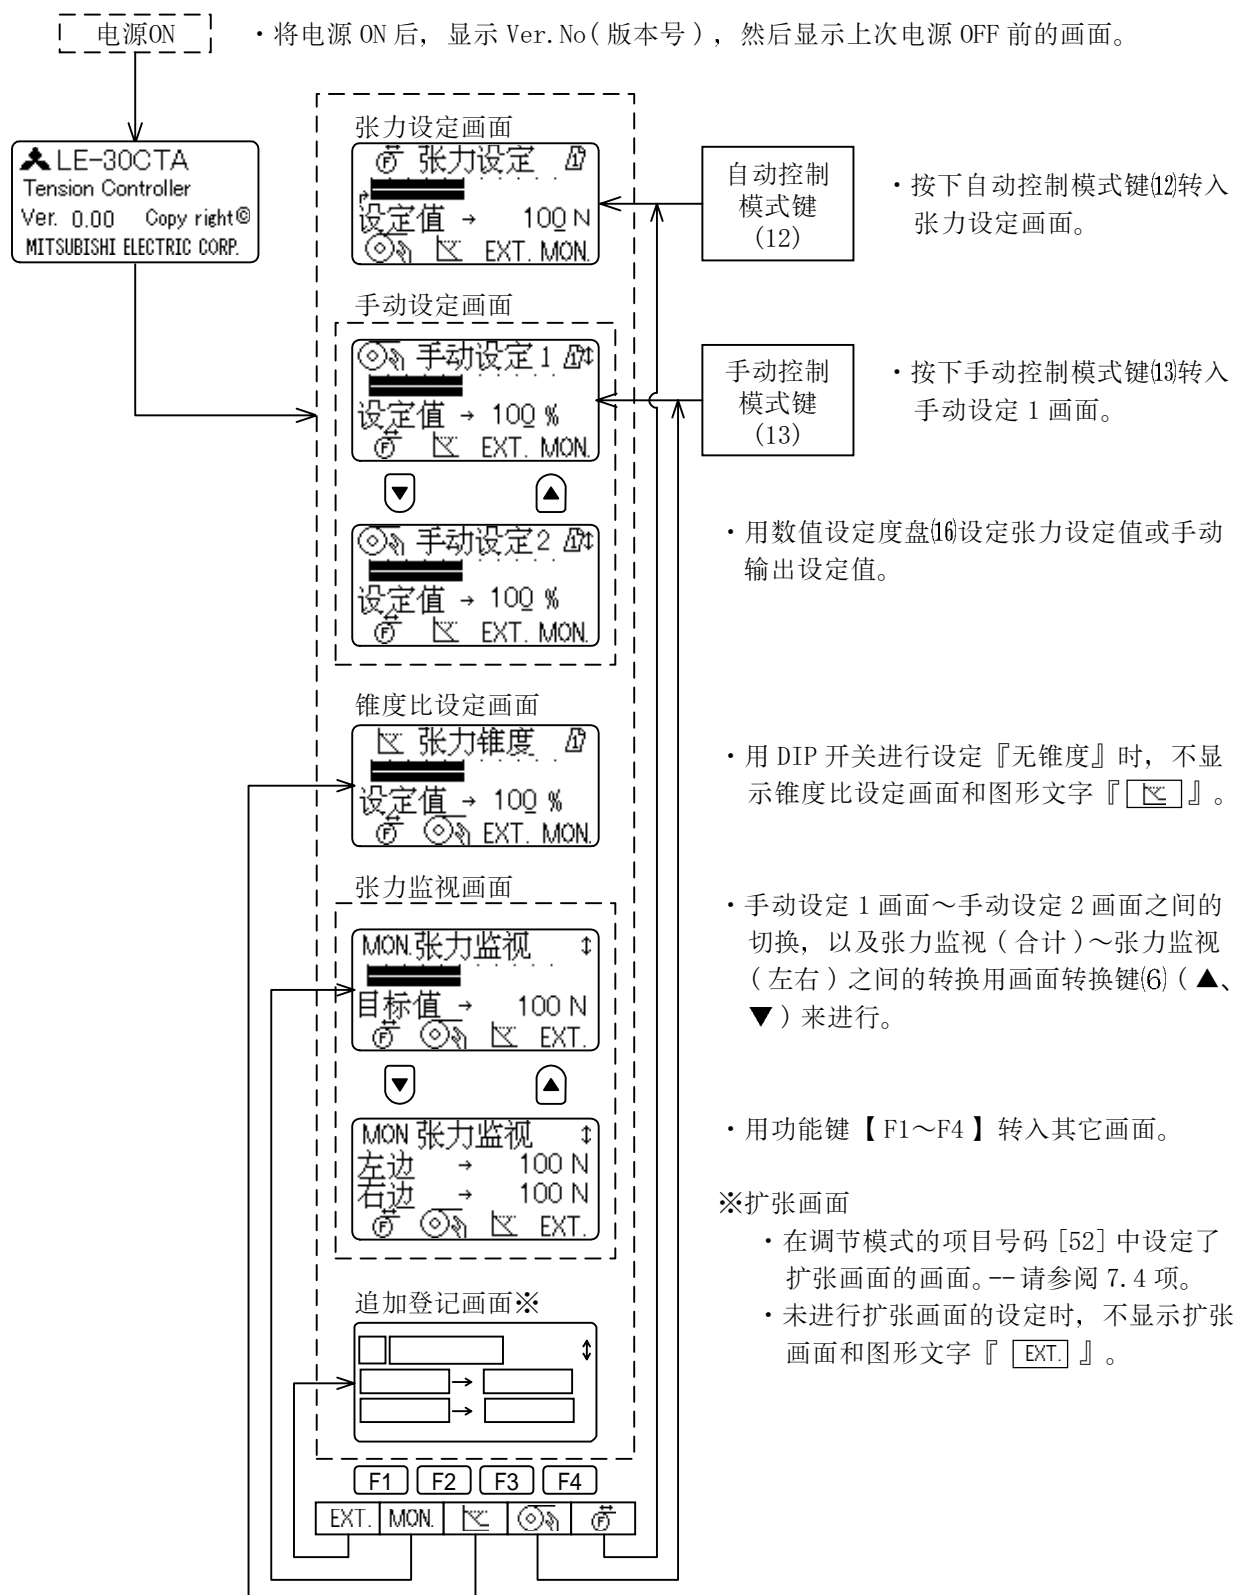 电源ON
・将电源 ON 后，显示 Ver.No(版本号)，然后显示上次电源 OFF 前的画面。
LE-30CTA
Tension Controller
Ver. 0.00 Copy right©
MITSUBISHI ELECTRIC CORP.
张力设定画面
张力设定
设定值 → 100 N
EXT. MON.
自动控制
模式键
(12)
・按下自动控制模式键(12)转入
张力设定画面。
手动设定画面
手动设定1
设定值 → 100 %
EXT. MON.
▼ ▲
手动设定2
设定值 → 100 %
EXT. MON.
手动控制
模式键
(13)
・按下手动控制模式键(13)转入
手动设定 1 画面。
・用数值设定度盘(16)设定张力设定值或手动
输出设定值。
锥度比设定画面
张力锥度
设定值 → 100 %
EXT. MON.
・用 DIP 开关进行设定『无锥度』时，不显
示锥度比设定画面和图形文字『 』。
张力监视画面
MON.张力监视 ↕
目标值 → 100 N
EXT.
▼ ▲
MON 张力监视 ↕
左边 → 100 N
右边 → 100 N
EXT.
・手动设定 1 画面～手动设定 2 画面之间的
切换，以及张力监视（合计）～张力监视
（左右）之间的转换用画面转换键(6)（▲、
▼）来进行。
・用功能键【F1～F4】转入其它画面。
※扩张画面
・在调节模式的项目号码 [52] 中设定了
扩张画面的画面。--请参阅 7.4 项。
・未进行扩张画面的设定时，不显示扩张
画面和图形文字『 EXT. 』。
追加登记画面※
↕
→
→
F1 F2 F3 F4
EXT. MON.